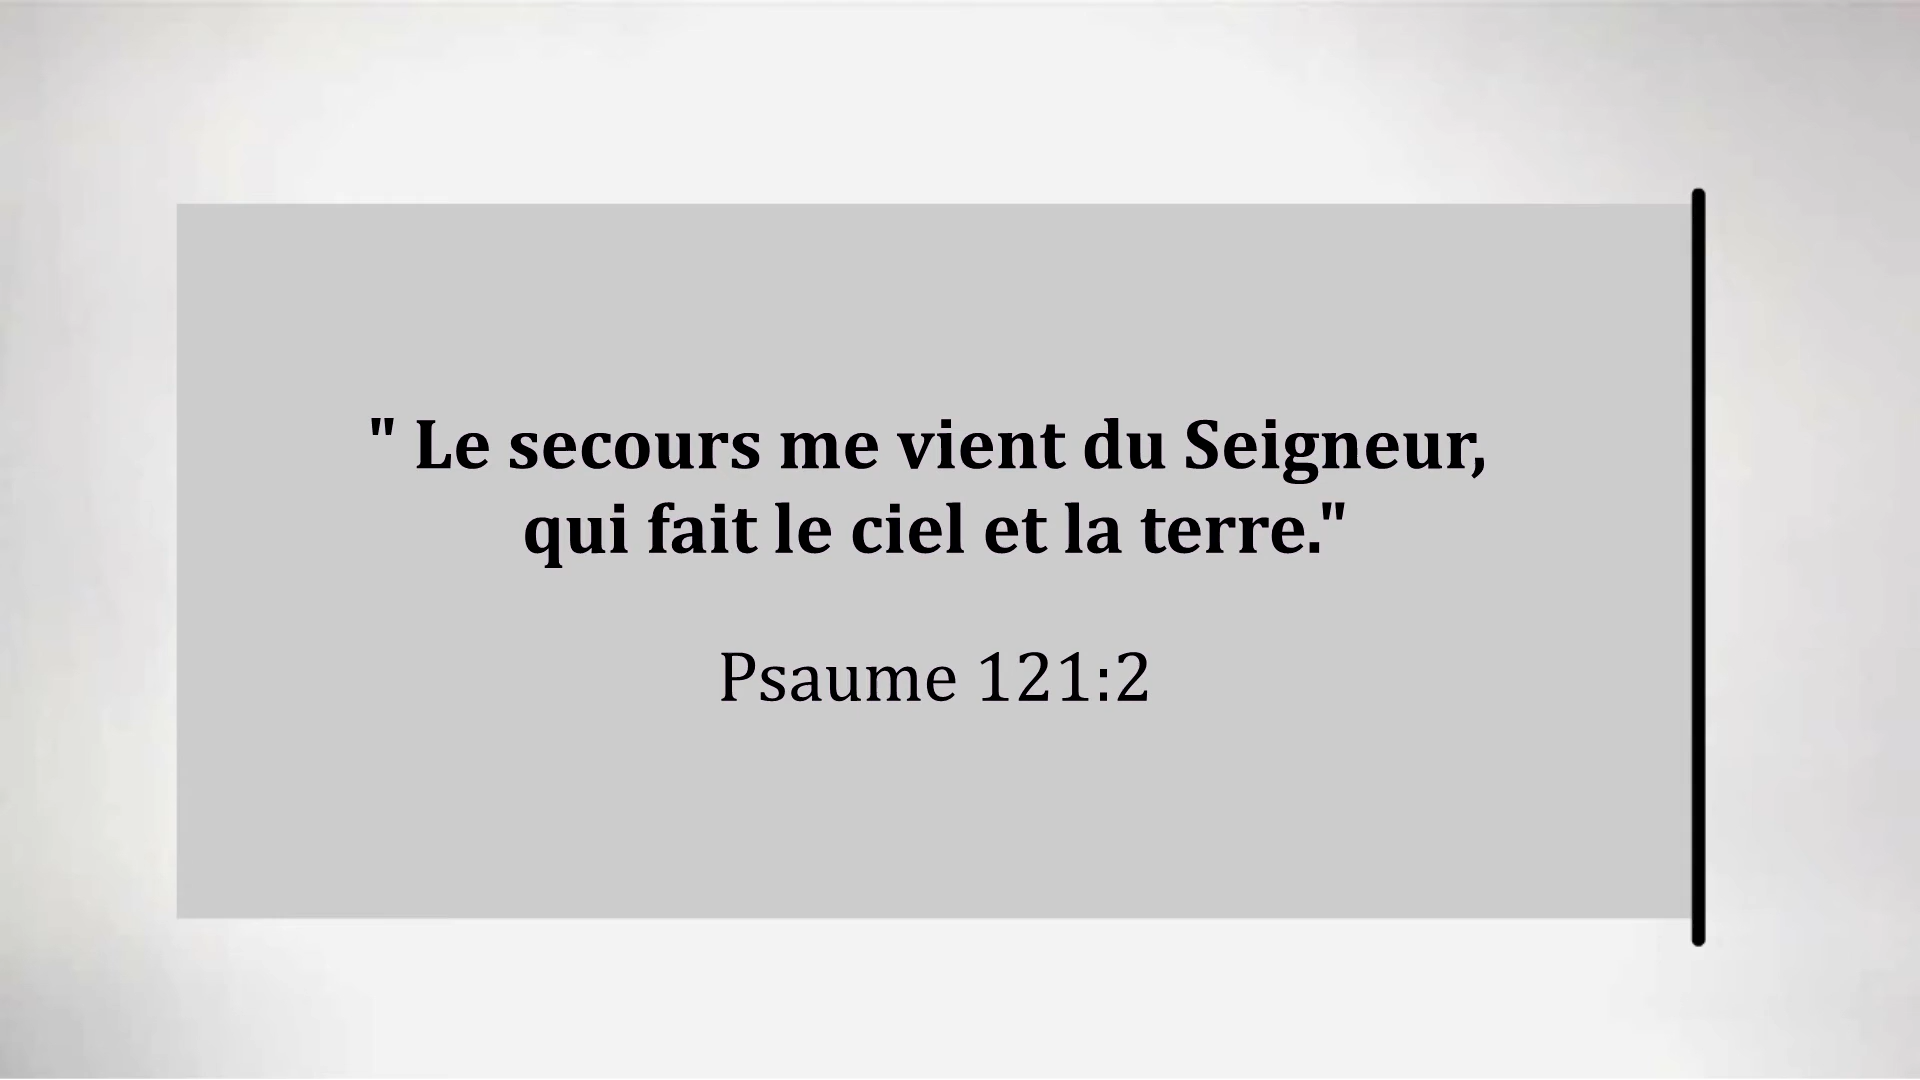 " Le secours me vient du Seigneur,
qui fait le ciel et la terre."
Psaume 121:2